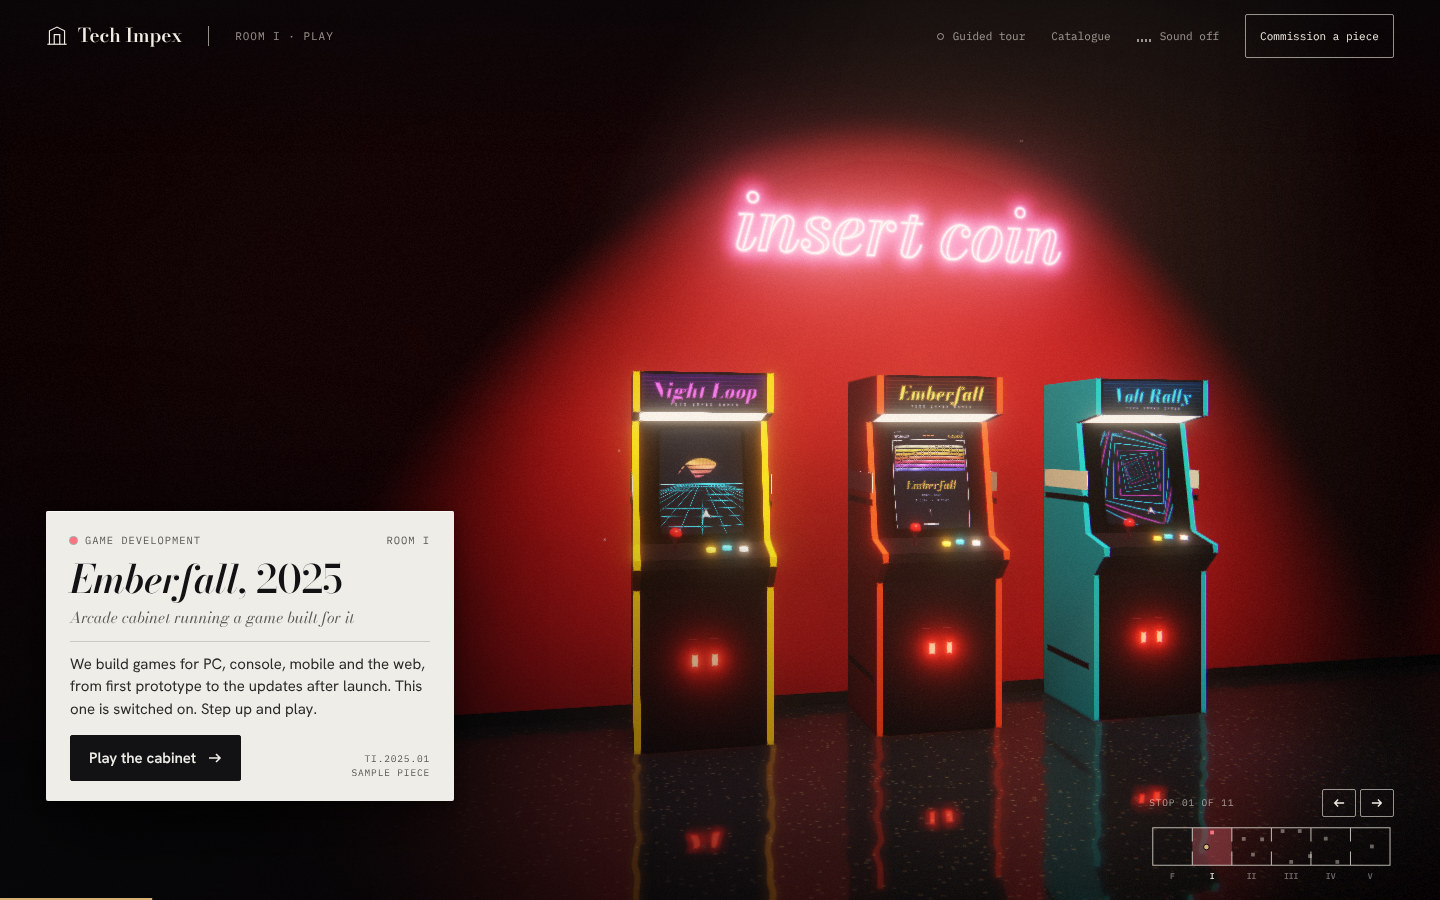 Tech Impex
ROOM I · PLAY
Guided tour
Catalogue
Sound off
Commission a piece
insert coin
Night Loop
Emberfall
Volt Rally
Emberfall
GAME DEVELOPMENT
ROOM I
Emberfall, 2025
Arcade cabinet running a game built for it
We build games for PC, console, mobile and the web,
from first prototype to the updates after launch. This
one is switched on. Step up and play.
Play the cabinet →
TI.2025.01
SAMPLE PIECE
STOP 01 OF 11
← →
F I II III IV V